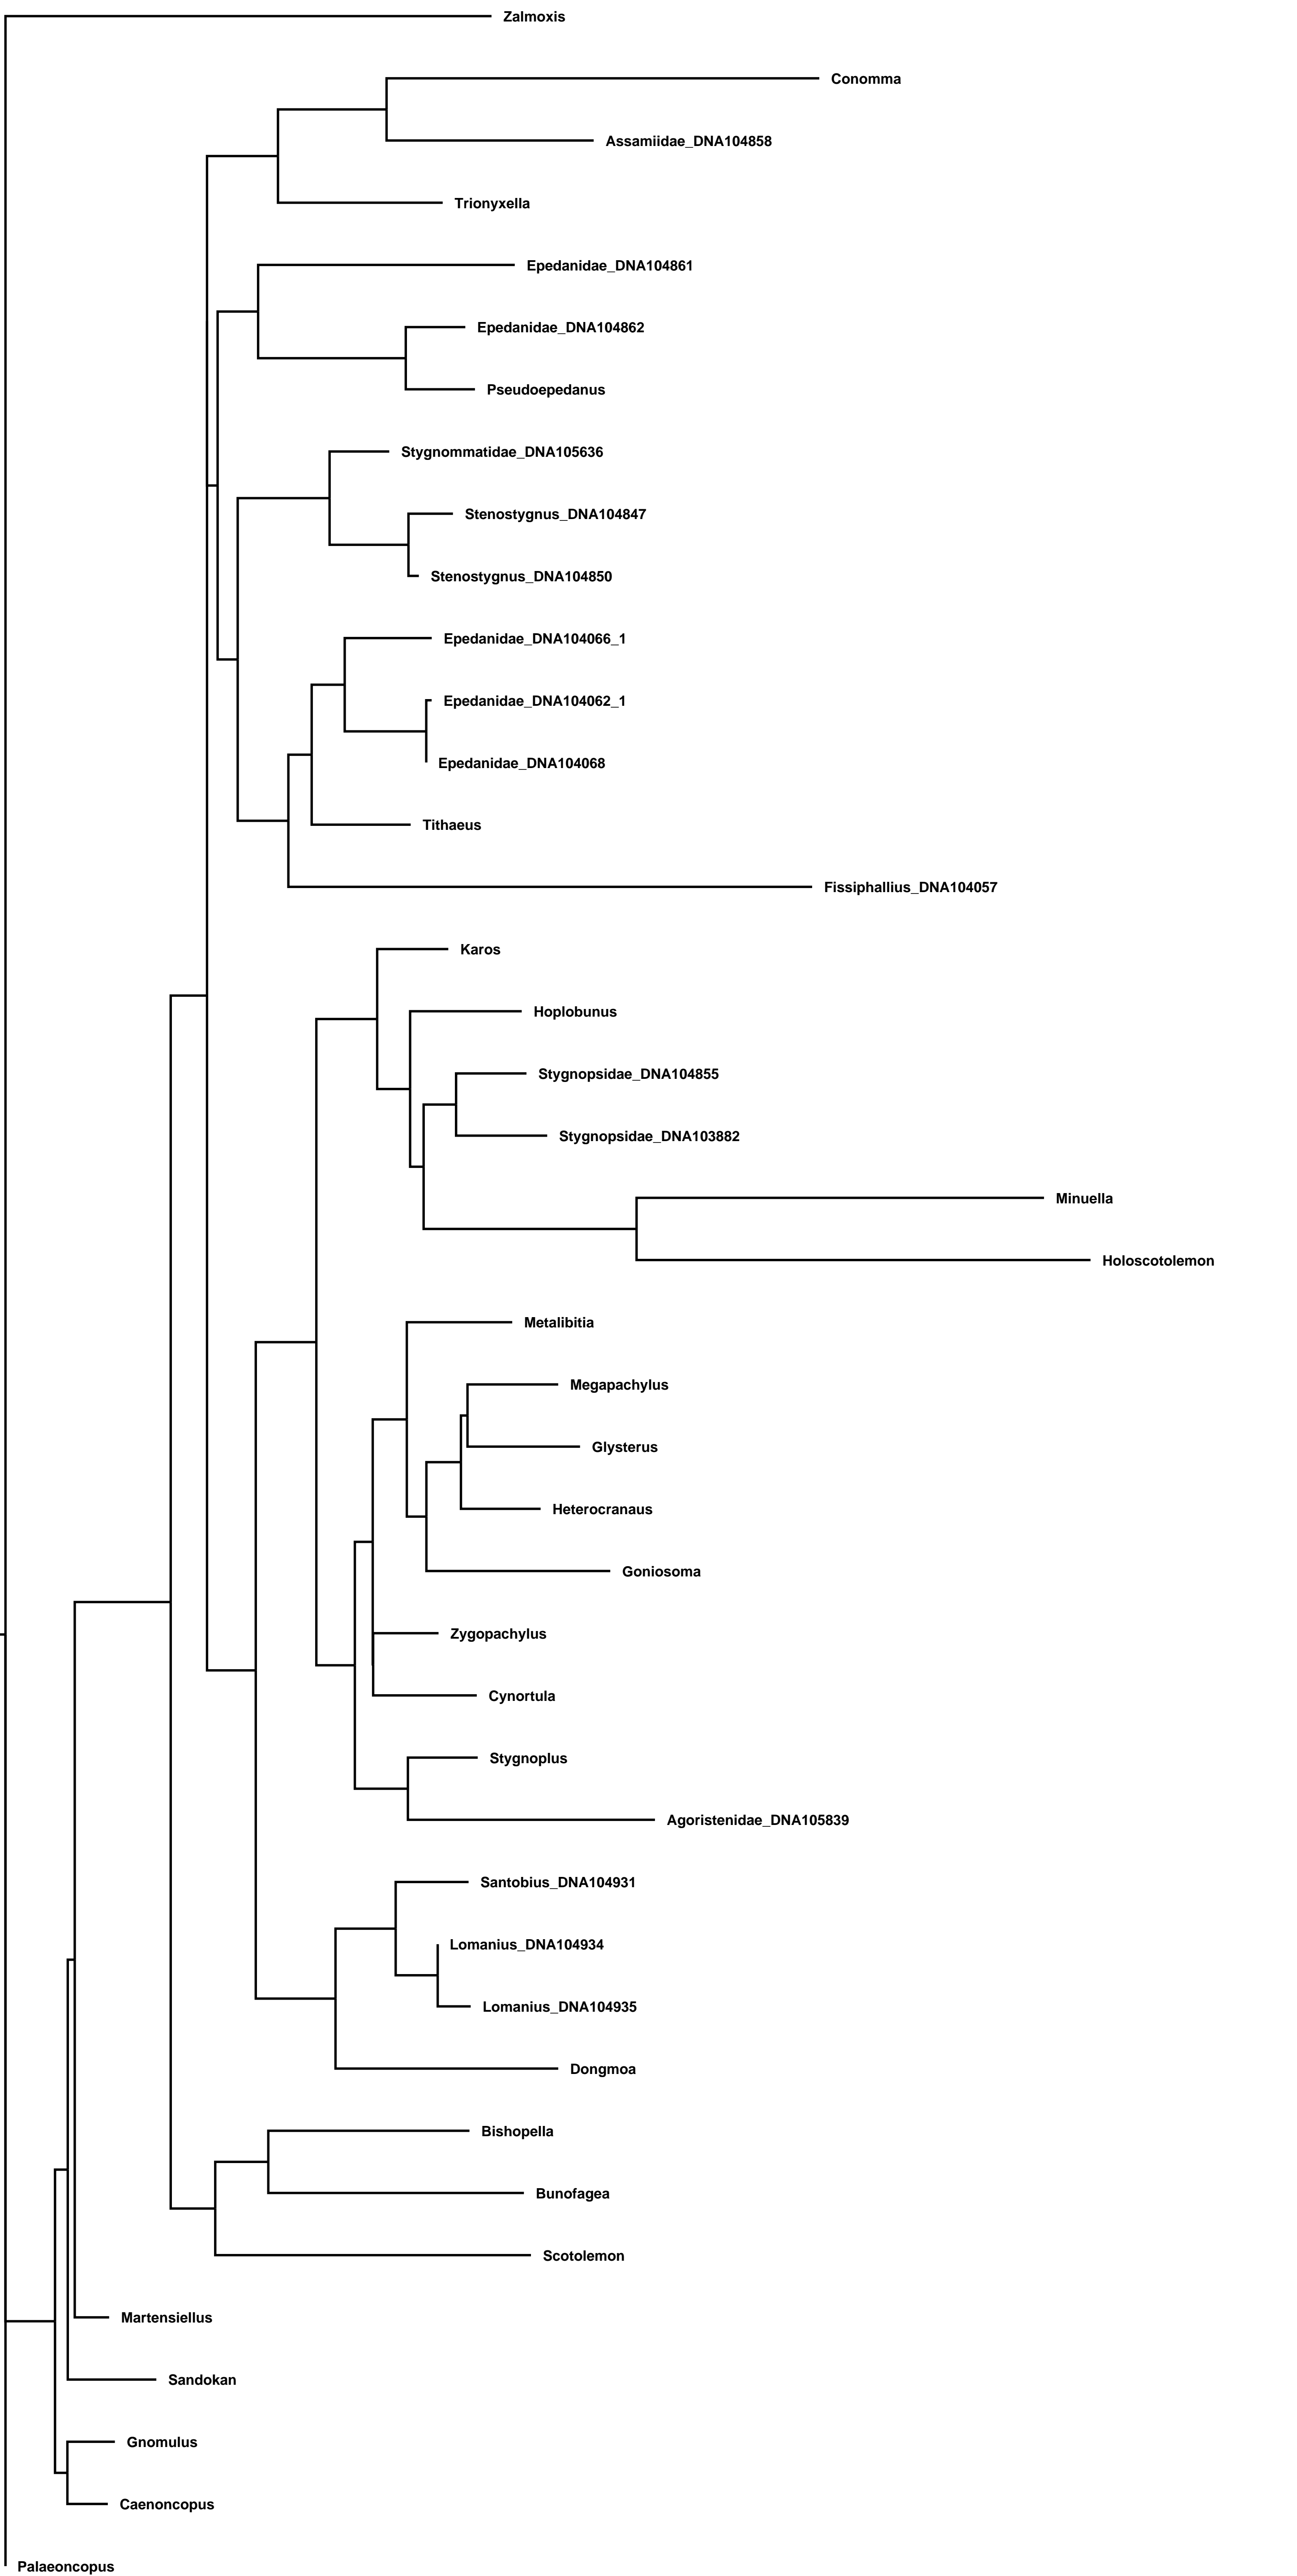 Zalmoxis
Conomma
Assamiidae_DNA104858
Trionyxella
Epedanidae_DNA104861
Epedanidae_DNA104862
Pseudoepedanus
Stygnommatidae_DNA105636
Stenostygnus_DNA104847
Stenostygnus_DNA104850
Epedanidae_DNA104066_1
Epedanidae_DNA104062_1
Epedanidae_DNA104068
Tithaeus
Fissiphallius_DNA104057
Karos
Hoplobunus
Stygnopsidae_DNA104855
Stygnopsidae_DNA103882
Minuella
Holoscotolemon
Metalibitia
Megapachylus
Glysterus
Heterocranaus
Goniosoma
Zygopachylus
Cynortula
Stygnoplus
Agoristenidae_DNA105839
Santobius_DNA104931
Lomanius_DNA104934
Lomanius_DNA104935
Dongmoa
Bishopella
Bunofagea
Scotolemon
Martensiellus
Sandokan
Gnomulus
Caenoncopus
Palaeoncopus